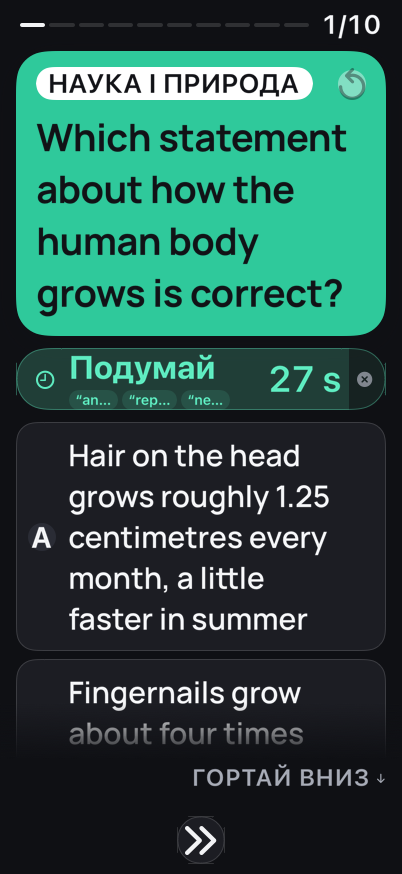 1/10
НАУКА І ПРИРОДА
Which statement
about how the
human body
grows is correct?
Подумай
27 s
“an... “rep... “ne...
A
Hair on the head
grows roughly 1.25
centimetres every
month, a little
faster in summer
Fingernails grow
about four times
ГОРТАЙ ВНИЗ ↓